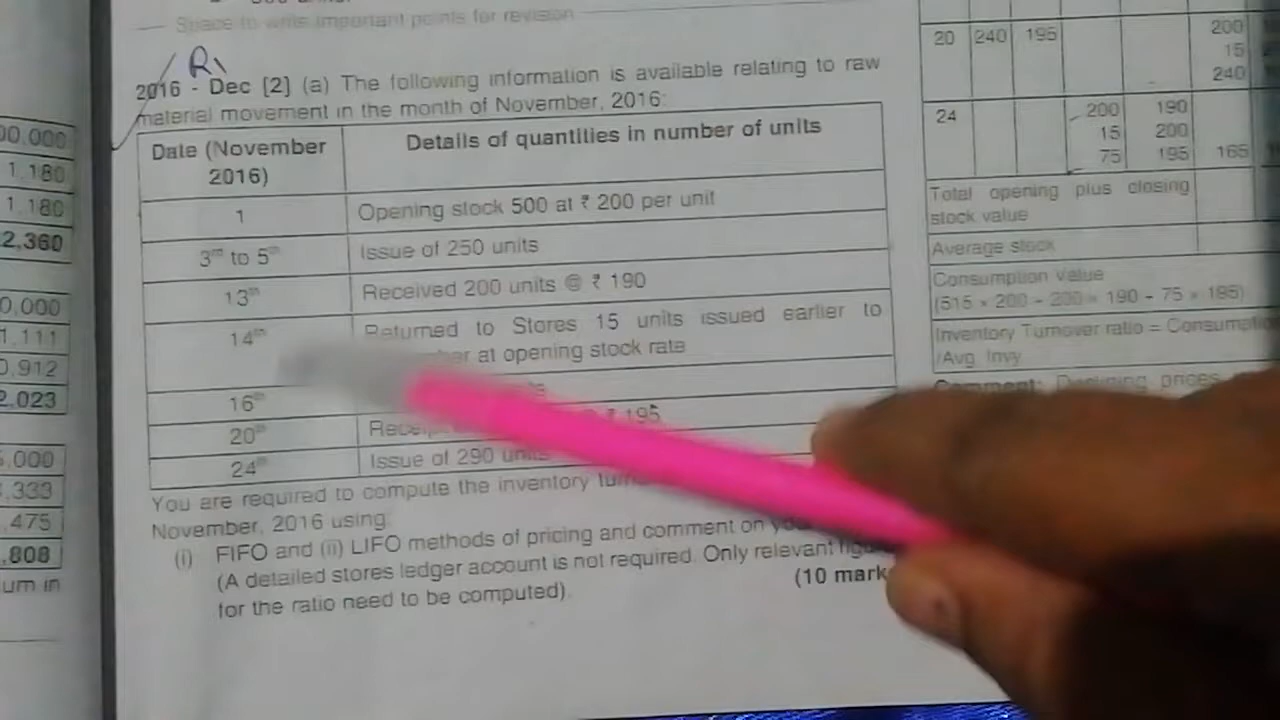 Space to write important points for revision
R1
2016 - Dec [2] (a) The following information is available relating to raw
material movement in the month of November, 2016:
Date (November 2016)
Details of quantities in number of units
1
Opening stock 500 at ₹ 200 per unit
3rd to 5th
Issue of 250 units
13th
Received 200 units @ ₹ 190
14th
Returned to Stores 15 units issued earlier to
at opening stock rate
16th
20th
₹ 195
24th
Issue of 290 units
You are required to compute the inventory
November, 2016 using:
(i) FIFO and (ii) LIFO methods of pricing and comment on
(A detailed stores ledger account is not required. Only relevant
for the ratio need to be computed).
(10 mark
00,000
1,180
1,180
2,360
0,000
1,111
0,912
2,023
,000
,333
,475
,808
um in
20 240 195 200
15
240
24 200 190
15 200
75 195 165
Total opening plus closing
stock value
Average stock
Consumption value
(515 × 200 + 200 × 190 + 75 × 195)
Inventory Turnover ratio = Consumption
/Avg. Invy
Comment: Declining prices